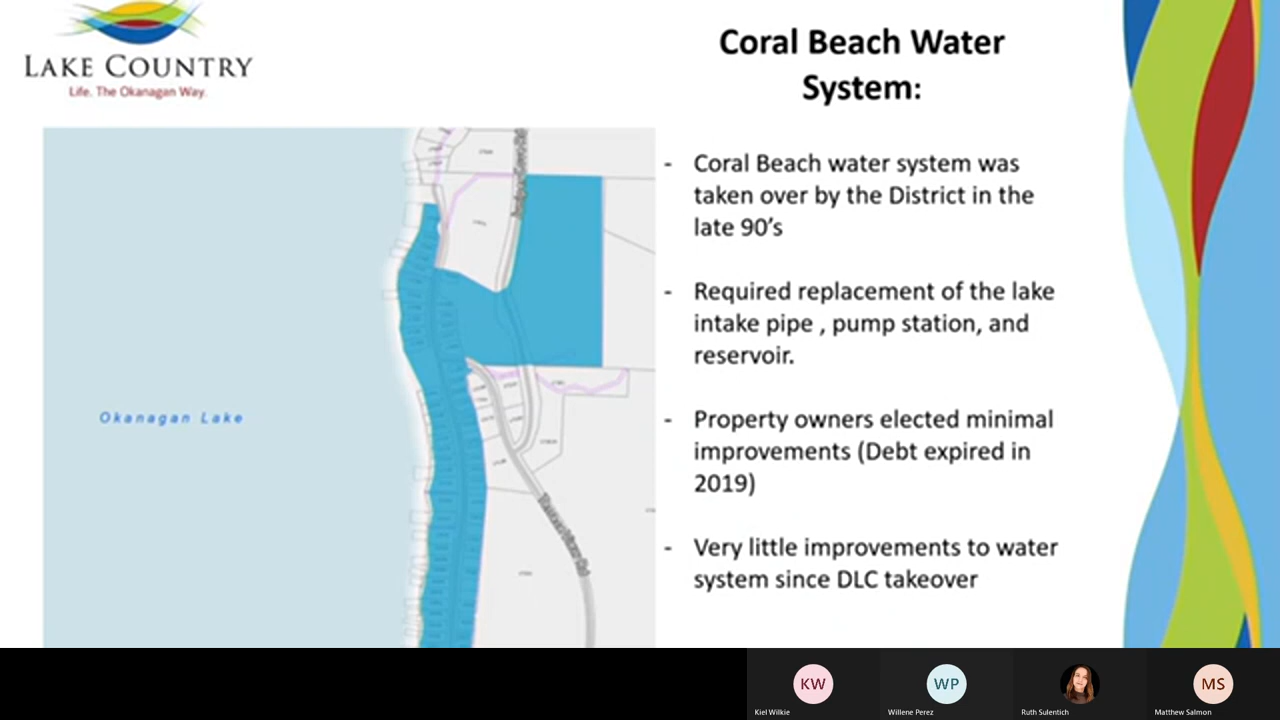 LAKE COUNTRY
Life. The Okanagan Way.
Coral Beach Water
System:
- Coral Beach water system was
taken over by the District in the
late 90's
- Required replacement of the lake
intake pipe , pump station, and
reservoir.
- Property owners elected minimal
improvements (Debt expired in
2019)
- Very little improvements to water
system since DLC takeover
Okanagan Lake
KW
WP
MS
Kiel Wilkie
Willene Perez
Ruth Sulentich
Matthew Salmon